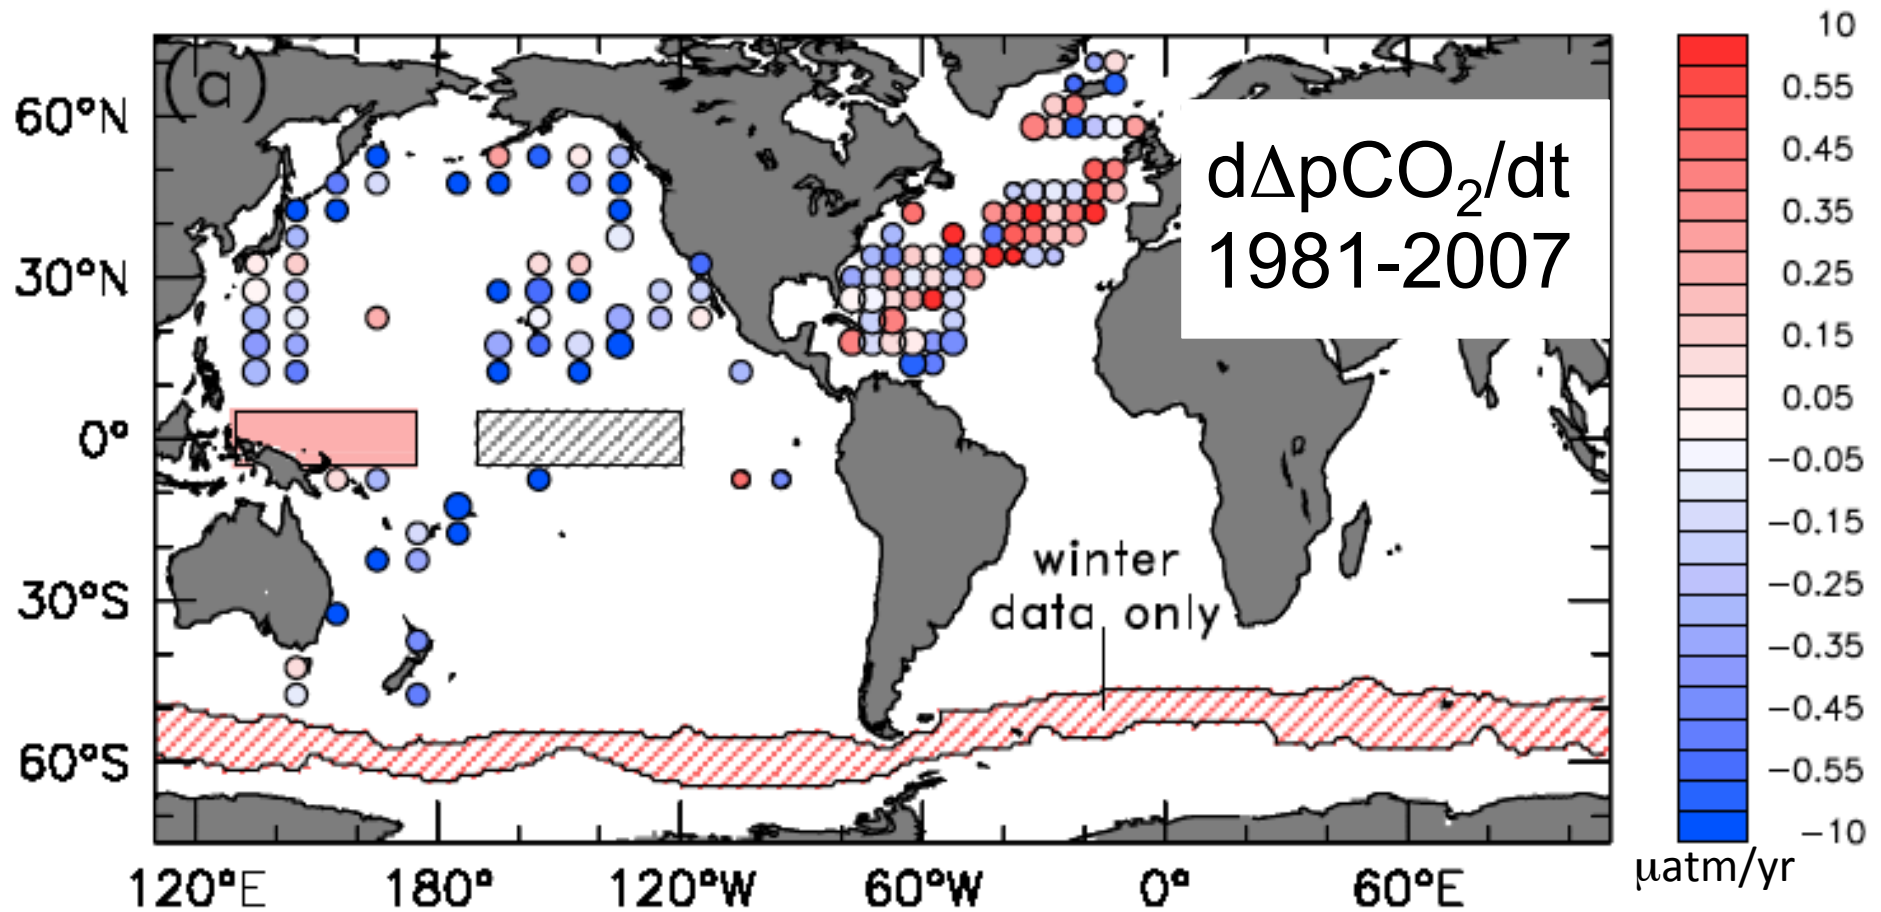 (a)
60°N
30°N
0°
30°S
60°S
120°E 180° 120°W 60°W 0° 60°E
dΔpCO₂/dt
1981-2007
winter
data only
10
0.55
0.45
0.35
0.25
0.15
0.05
−0.05
−0.15
−0.25
−0.35
−0.45
−0.55
−10
μatm/yr